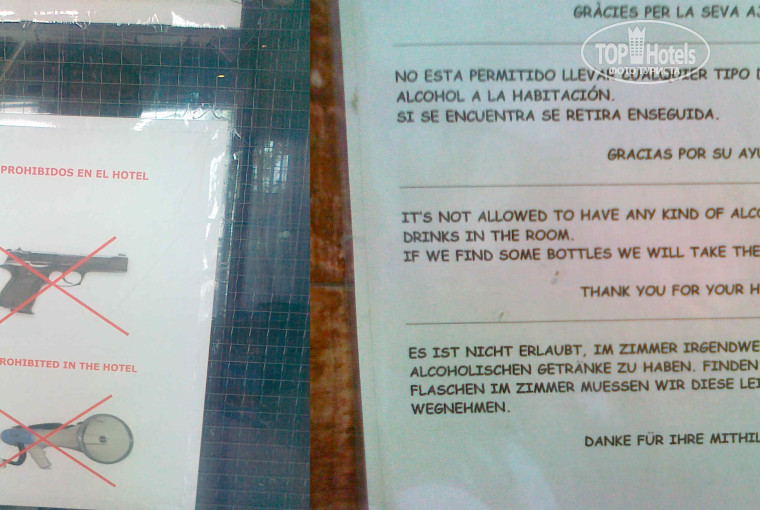 PROHIBIDOS EN EL HOTEL
PROHIBITED IN THE HOTEL
GRÀCIES PER LA SEVA
TOP Hotels
NO ESTA PERMITIDO LLEVAR CUALQUIER TIPO
ALCOHOL A LA HABITACIÓN.
SI SE ENCUENTRA SE RETIRA ENSEGUIDA.
GRACIAS POR SU
IT'S NOT ALLOWED TO HAVE ANY KIND OF
DRINKS IN THE ROOM.
IF WE FIND SOME BOTTLES WE WILL TAKE
THANK YOU FOR YOUR
ES IST NICHT ERLAUBT, IM ZIMMER
ALCOHOLISCHEN GETRÄNKE ZU HABEN. FINDEN
FLASCHEN IM ZIMMER MUESSEN WIR DIESE
WEGNEHMEN.
DANKE FÜR IHRE